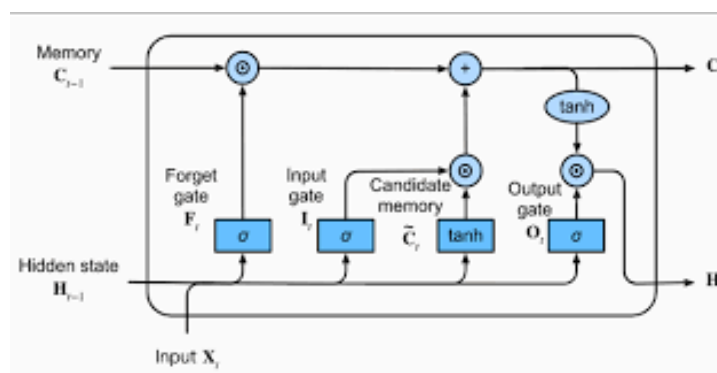 Memory
C_{t-1}
C
tanh
Forget
gate
F_t
Input
gate
I_t
Candidate
memory
C̃_t
Output
gate
O_t
σ
σ
tanh
σ
Hidden state
H_{t-1}
H
Input X_t